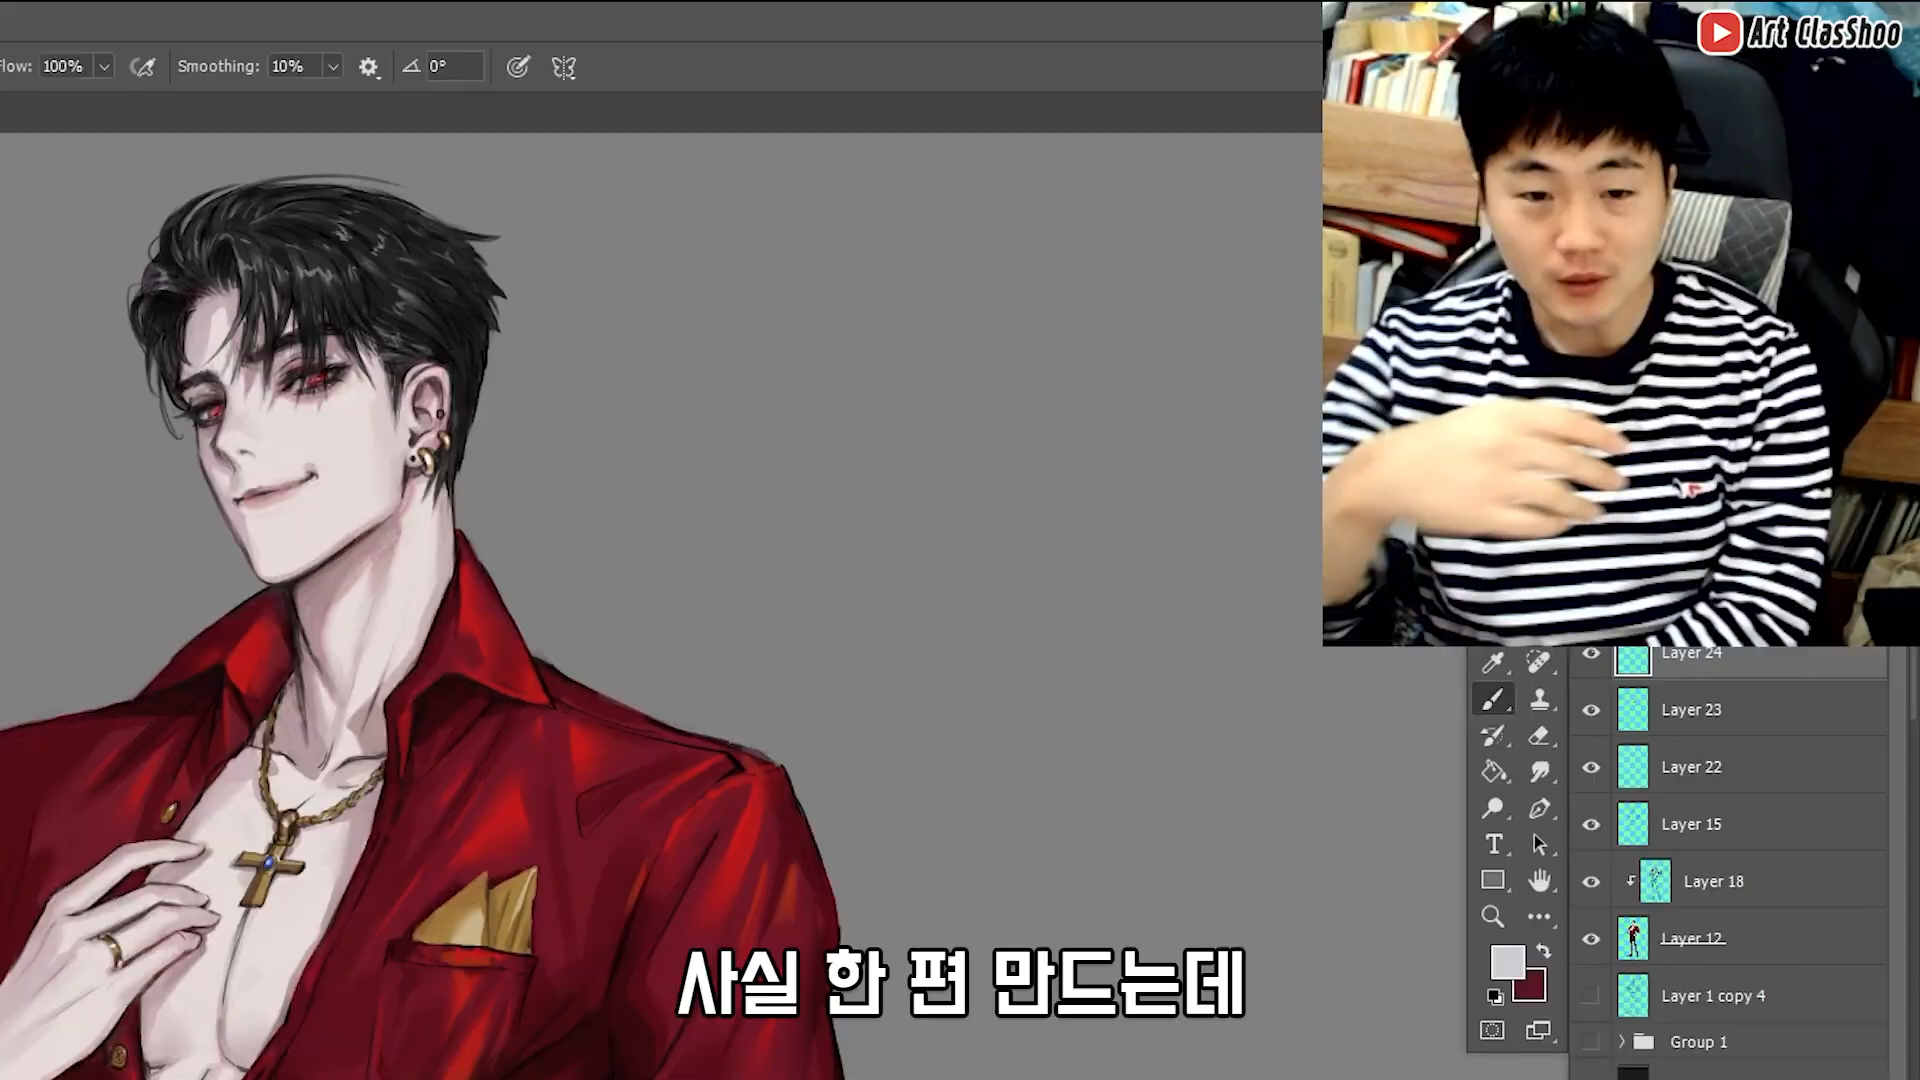 Art ClasShoo
Flow: 100% Smoothing: 10% 0°
Layer 24
Layer 23
Layer 22
Layer 15
Layer 18
Layer 12
Layer 1 copy 4
Group 1
사실 한 편 만드는데